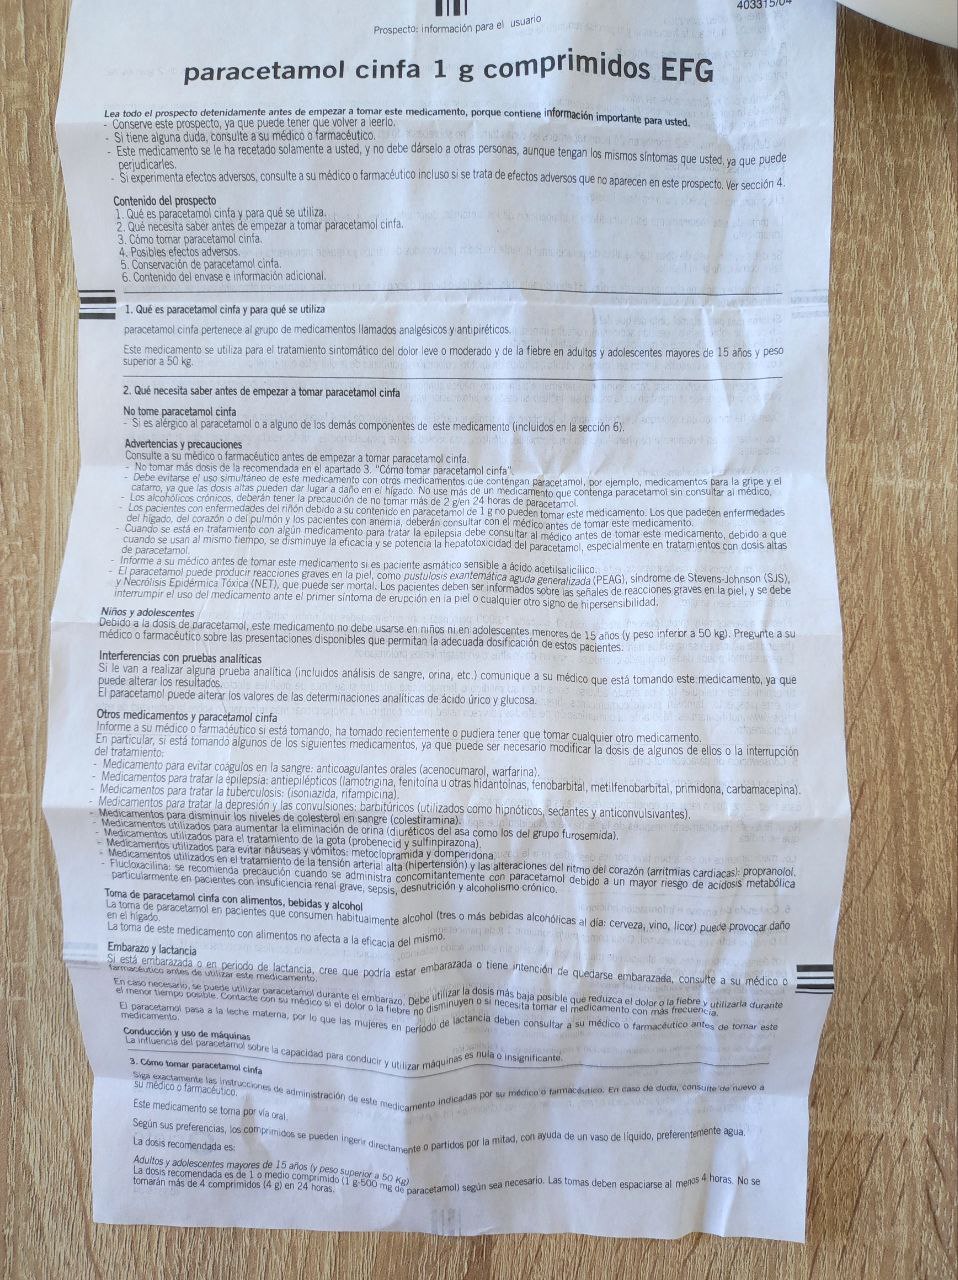 403315/04
Prospecto: información para el usuario
paracetamol cinfa 1 g comprimidos EFG
Lea todo el prospecto detenidamente antes de empezar a tomar este medicamento, porque contiene información importante para usted.
- Conserve este prospecto, ya que puede tener que volver a leerlo.
- Si tiene alguna duda, consulte a su médico o farmacéutico.
- Este medicamento se le ha recetado solamente a usted, y no debe dárselo a otras personas, aunque tengan los mismos síntomas que usted, ya que puede
perjudicarles.
- Si experimenta efectos adversos, consulte a su médico o farmacéutico incluso si se trata de efectos adversos que no aparecen en este prospecto. Ver sección 4.
Contenido del prospecto
1. Qué es paracetamol cinfa y para qué se utiliza.
2. Qué necesita saber antes de empezar a tomar paracetamol cinfa.
3. Cómo tomar paracetamol cinfa.
4. Posibles efectos adversos.
5. Conservación de paracetamol cinfa.
6. Contenido del envase e información adicional.
1. Qué es paracetamol cinfa y para qué se utiliza
paracetamol cinfa pertenece al grupo de medicamentos llamados analgésicos y antipiréticos.
Este medicamento se utiliza para el tratamiento sintomático del dolor leve o moderado y de la fiebre en adultos y adolescentes mayores de 15 años y peso
superior a 50 kg.
2. Qué necesita saber antes de empezar a tomar paracetamol cinfa
No tome paracetamol cinfa
- Si es alérgico al paracetamol o a alguno de los demás componentes de este medicamento (incluidos en la sección 6).
Advertencias y precauciones
Consulte a su médico o farmacéutico antes de empezar a tomar paracetamol cinfa.
- No tomar más dosis de la recomendada en el apartado 3. "Cómo tomar paracetamol cinfa".
- Debe evitarse el uso simultáneo de este medicamento con otros medicamentos que contengan paracetamol, por ejemplo, medicamentos para la gripe y el
catarro, ya que las dosis altas pueden dar lugar a daño en el hígado. No use más de un medicamento que contenga paracetamol sin consultar al médico.
- Los alcohólicos crónicos, deberán tener la precaución de no tomar más de 2 g/en 24 horas de paracetamol.
- Los pacientes con enfermedades del riñón debido a su contenido en paracetamol de 1 g no pueden tomar este medicamento. Los que padecen enfermedades
del hígado, del corazón o del pulmón y los pacientes con anemia, deberán consultar con el médico antes de tomar este medicamento.
- Cuando se está en tratamiento con algún medicamento para tratar la epilepsia debe consultar al médico antes de tomar este medicamento, debido a que
cuando se usan al mismo tiempo, se disminuye la eficacia y se potencia la hepatotoxicidad del paracetamol, especialmente en tratamientos con dosis altas
de paracetamol.
- Informe a su médico antes de tomar este medicamento si es paciente asmático sensible a ácido acetilsalicílico.
- El paracetamol puede producir reacciones graves en la piel, como pustulosis exantemática aguda generalizada (PEAG), síndrome de Stevens-Johnson (SJS),
y Necrólisis Epidérmica Tóxica (NET), que puede ser mortal. Los pacientes deben ser informados sobre las señales de reacciones graves en la piel, y se debe
interrumpir el uso del medicamento ante el primer síntoma de erupción en la piel o cualquier otro signo de hipersensibilidad.
Niños y adolescentes
Debido a la dosis de paracetamol, este medicamento no debe usarse en niños ni en adolescentes menores de 15 años (y peso inferior a 50 kg). Pregunte a su
médico o farmacéutico sobre las presentaciones disponibles que permitan la adecuada dosificación de estos pacientes.
Interferencias con pruebas analíticas
Si le van a realizar alguna prueba analítica (incluidos análisis de sangre, orina, etc.) comunique a su médico que está tomando este medicamento, ya que
puede alterar los resultados.
El paracetamol puede alterar los valores de las determinaciones analíticas de ácido úrico y glucosa.
Otros medicamentos y paracetamol cinfa
Informe a su médico o farmacéutico si está tomando, ha tomado recientemente o pudiera tener que tomar cualquier otro medicamento.
En particular, si está tomando algunos de los siguientes medicamentos, ya que puede ser necesario modificar la dosis de algunos de ellos o la interrupción
del tratamiento:
- Medicamento para evitar coágulos en la sangre: anticoagulantes orales (acenocumarol, warfarina).
- Medicamentos para tratar la epilepsia: antiepilépticos (lamotrigina, fenitoína u otras hidantoínas, fenobarbital, metilfenobarbital, primidona, carbamacepina).
- Medicamentos para tratar la tuberculosis: (isoniazida, rifampicina).
- Medicamentos para tratar la depresión y las convulsiones: barbitúricos (utilizados como hipnóticos, sedantes y anticonvulsivantes).
- Medicamentos para disminuir los niveles de colesterol en sangre (colestiramina).
- Medicamentos utilizados para aumentar la eliminación de orina (diuréticos del asa como los del grupo furosemida).
- Medicamentos utilizados para el tratamiento de la gota (probenecid y sulfinpirazona).
- Medicamentos para evitar náuseas y vómitos: metoclopramida y domperidona.
- Medicamentos utilizados en el tratamiento de la tensión arterial alta (hipertensión) y las alteraciones del ritmo del corazón (arritmias cardiacas): propranolol.
- Flucloxacilina: se recomienda precaución cuando se administra concomitantemente con paracetamol debido a un mayor riesgo de acidosis metabólica
particularmente en pacientes con insuficiencia renal grave, sepsis, desnutrición y alcoholismo crónico.
Toma de paracetamol cinfa con alimentos, bebidas y alcohol
La toma de paracetamol en pacientes que consumen habitualmente alcohol (tres o más bebidas alcohólicas al día: cerveza, vino, licor) puede provocar daño
en el hígado.
La toma de este medicamento con alimentos no afecta a la eficacia del mismo.
Embarazo y lactancia
Si está embarazada o en periodo de lactancia, cree que podría estar embarazada o tiene intención de quedarse embarazada, consulte a su médico o
farmacéutico antes de utilizar este medicamento.
En caso necesario, se puede utilizar paracetamol durante el embarazo. Debe utilizar la dosis más baja posible que reduzca el dolor o la fiebre y utilizarla durante
el menor tiempo posible. Contacte con su médico si el dolor o la fiebre no disminuyen o si necesita tomar el medicamento con más frecuencia.
El paracetamol pasa a la leche materna, por lo que las mujeres en período de lactancia deben consultar a su médico o farmacéutico antes de tomar este
medicamento.
Conducción y uso de máquinas
La influencia del paracetamol sobre la capacidad para conducir y utilizar máquinas es nula o insignificante.
3. Cómo tomar paracetamol cinfa
Siga exactamente las instrucciones de administración de este medicamento indicadas por su médico o farmacéutico. En caso de duda, consulte de nuevo a
su médico o farmacéutico.
Este medicamento se toma por vía oral.
Según sus preferencias, los comprimidos se pueden ingerir directamente o partidos por la mitad, con ayuda de un vaso de líquido, preferentemente agua.
La dosis recomendada es:
Adultos y adolescentes mayores de 15 años (y peso superior a 50 Kg)
La dosis recomendada es de 1 o medio comprimido (1 g-500 mg de paracetamol) según sea necesario. Las tomas deben espaciarse al menos 4 horas. No se
tomarán más de 4 comprimidos (4 g) en 24 horas.